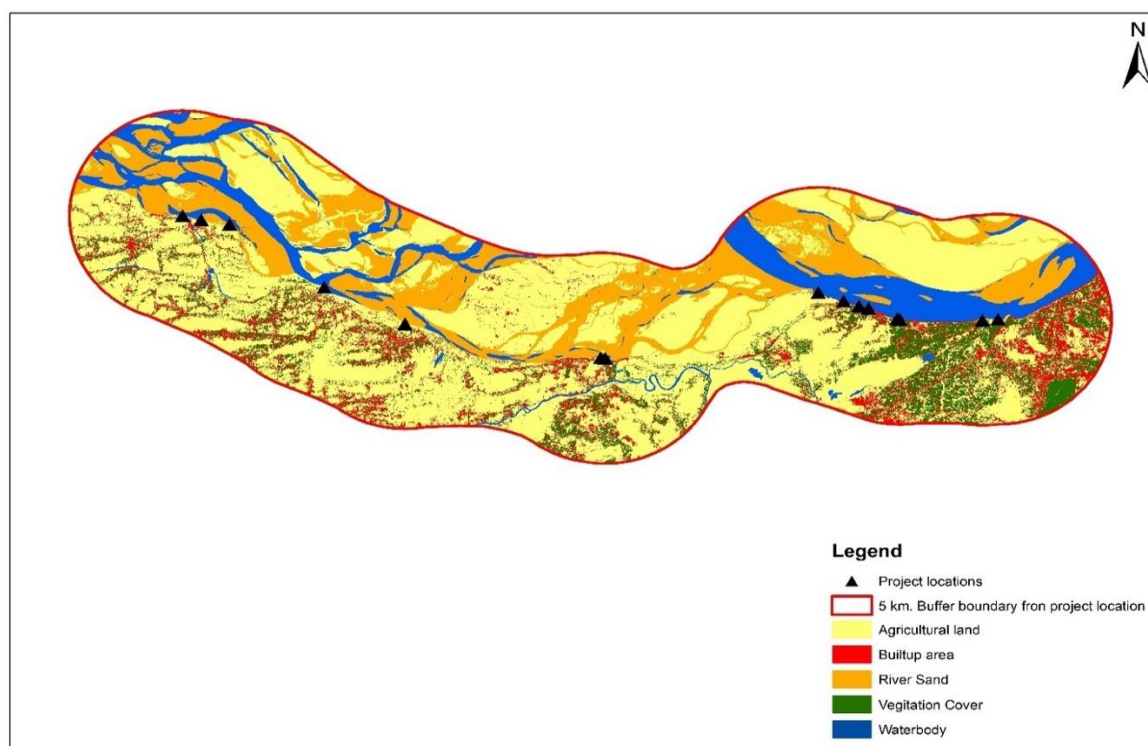 N
Legend
Project locations
5 km. Buffer boundary fron project location
Agricultural land
Builtup area
River Sand
Vegitation Cover
Waterbody